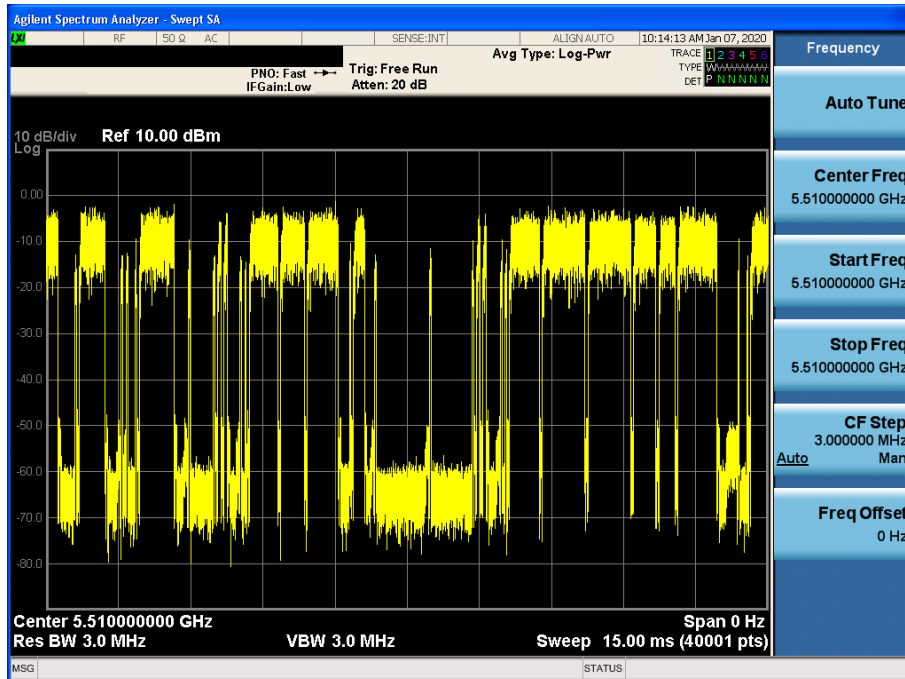 Agilent Spectrum Analyzer - Swept SA
LXI RF 50 Ω AC SENSE:INT ALIGN AUTO 10:14:13 AM Jan 07, 2020
Frequency
Avg Type: Log-Pwr
TRACE 1 2 3 4 5 6
PNO: Fast Trig: Free Run
TYPE WWWWWW
IFGain:Low Atten: 20 dB
DET P N N N N N
Auto Tune
10 dB/div Ref 10.00 dBm
Log
Center Freq
5.510000000 GHz
0.00
-10.0
Start Freq
5.510000000 GHz
-20.0
-30.0
Stop Freq
5.510000000 GHz
-40.0
-50.0
CF Step
3.000000 MHz
Auto Man
-60.0
-70.0
Freq Offset
0 Hz
-80.0
Center 5.510000000 GHz Span 0 Hz
Res BW 3.0 MHz VBW 3.0 MHz Sweep 15.00 ms (40001 pts)
MSG STATUS